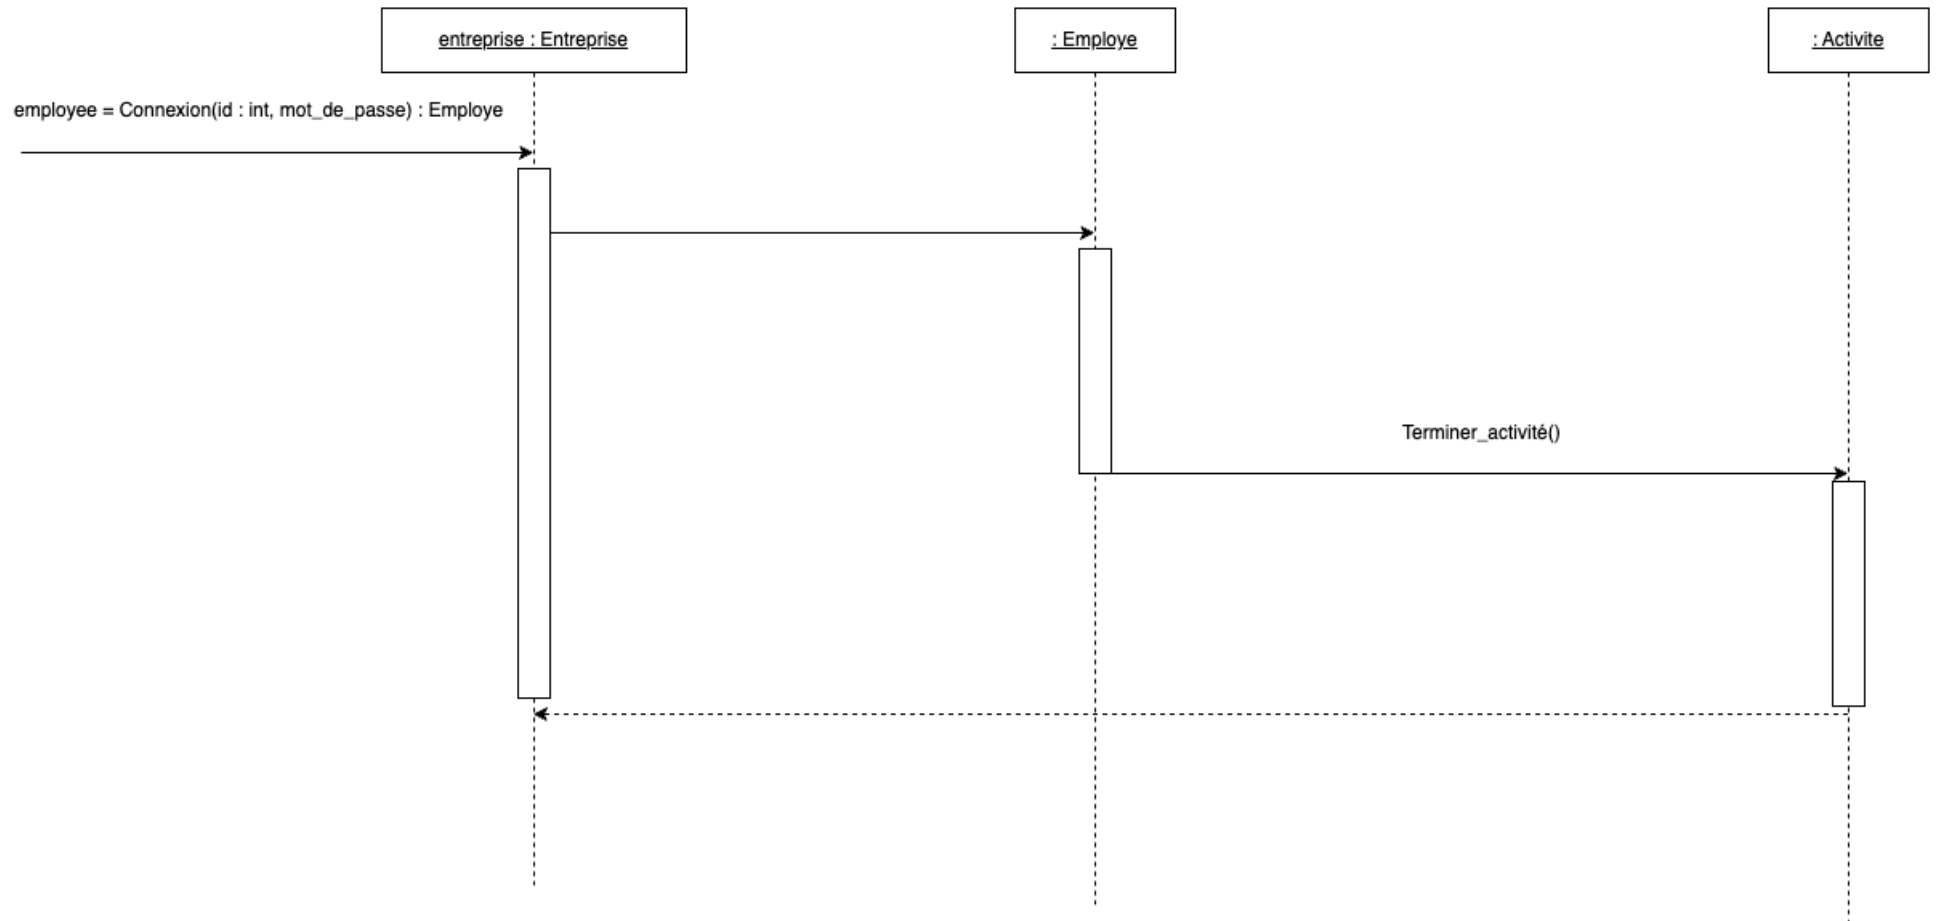 entreprise : Entreprise
: Employe
: Activite
employee = Connexion(id : int, mot_de_passe) : Employe
Terminer_activité()